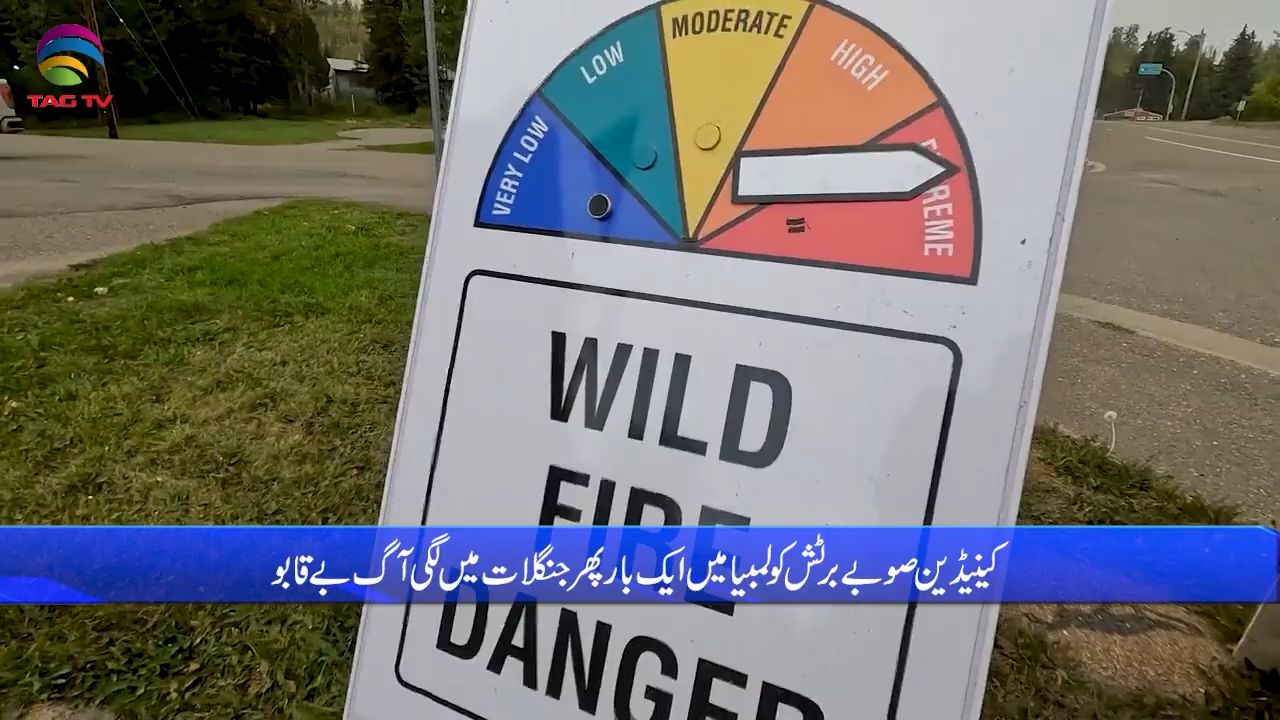 TAG TV
VERY LOW
LOW
MODERATE
HIGH
WILD
FIRE
DANGER
کینیڈین صوبے برٹش کولمبیا میں ایک بار پھر جنگلات میں لگی آگ بے قابو